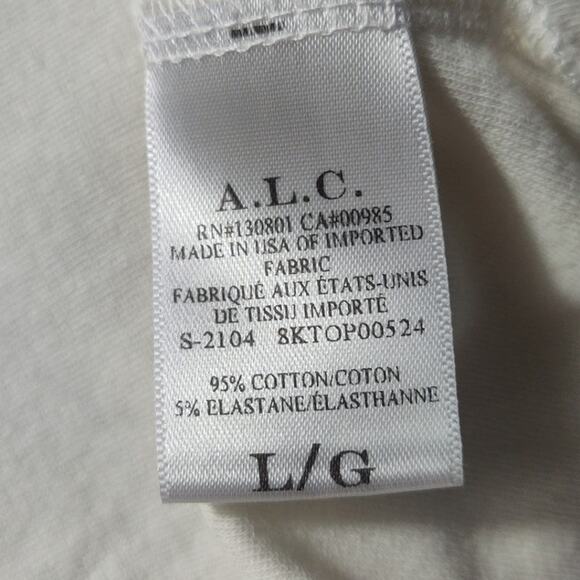 A.L.C.
RN#130801 CA#00985
MADE IN USA OF IMPORTED
FABRIC
FABRIQUÉ AUX ÉTATS-UNIS
DE TISSU IMPORTÉ
S-2104 8KTOP00524
95% COTTON/COTON
5% ELASTANE/ÉLASTHANNE
L/G